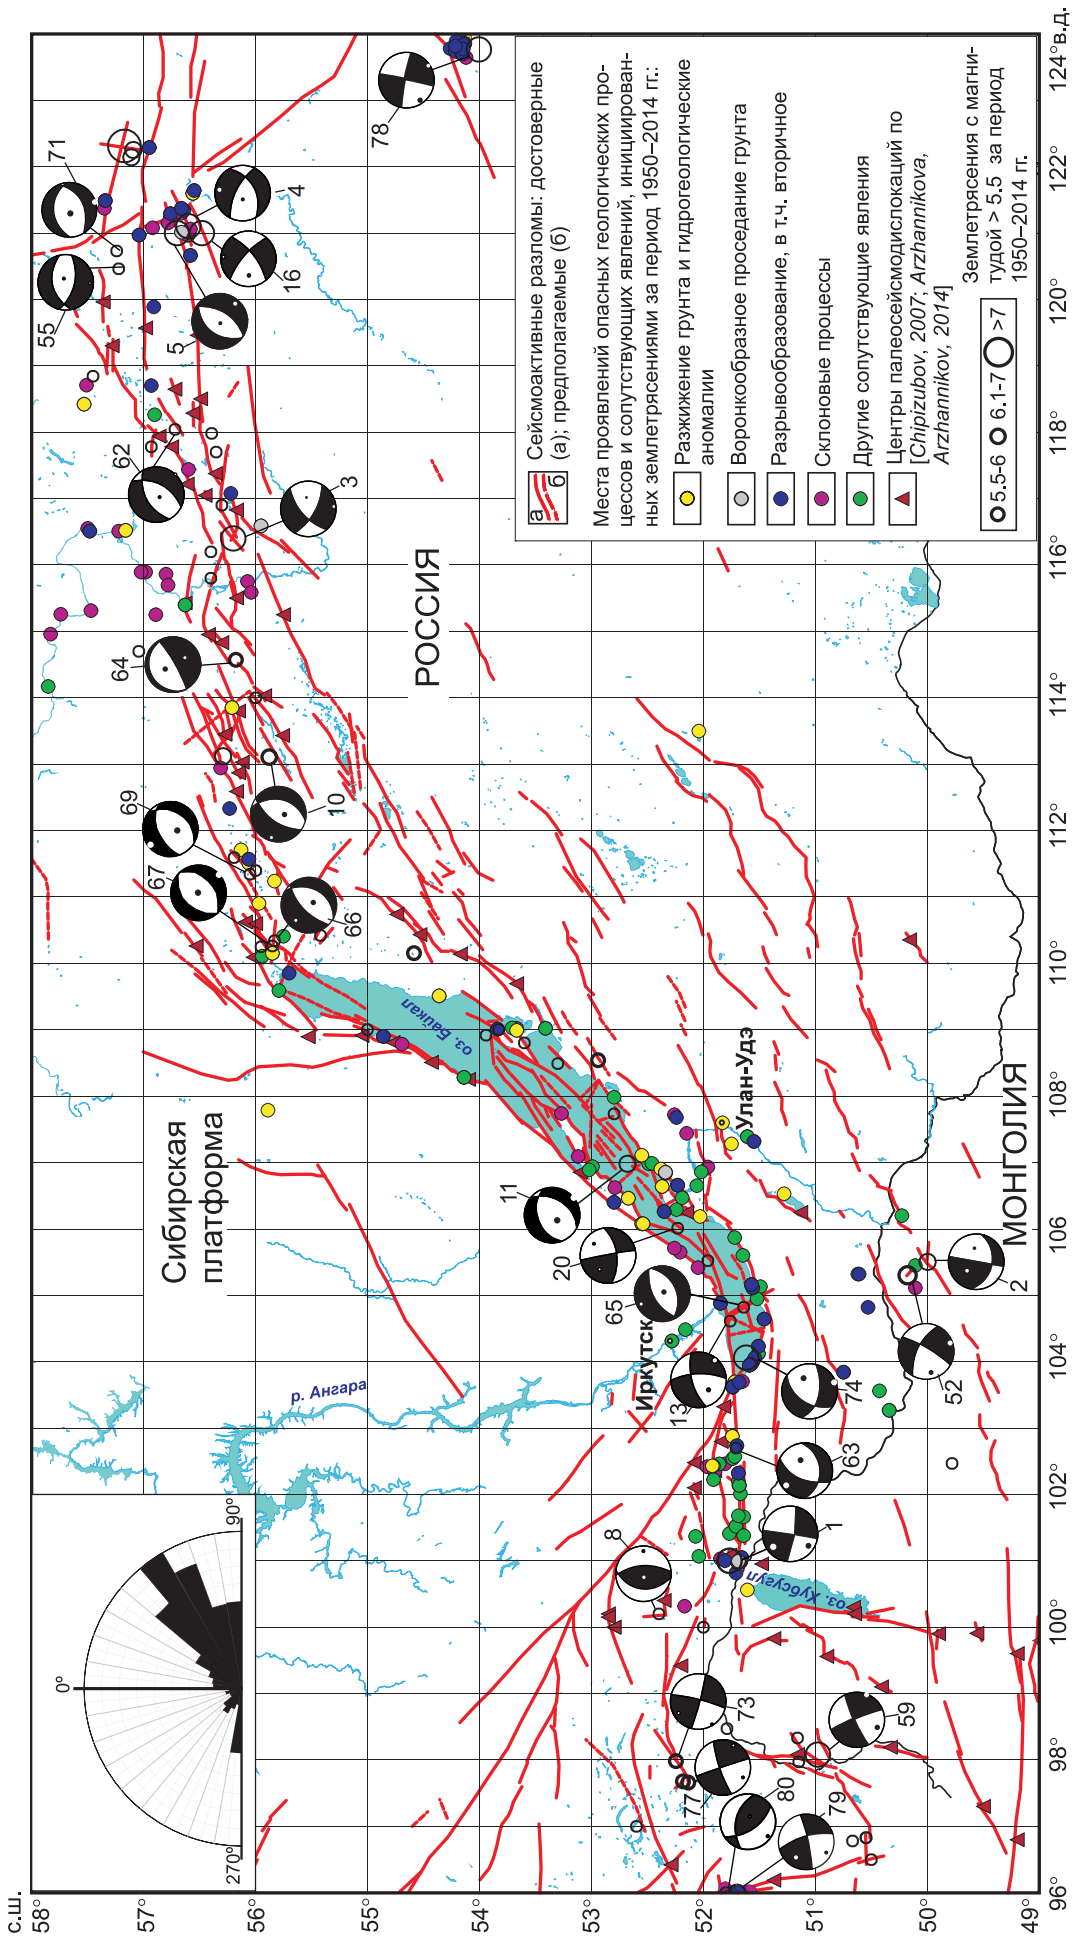 с.ш.
58°
57°
56°
55°
54°
53°
52°
51°
50°
49°
96°
98°
100°
102°
104°
106°
108°
110°
112°
114°
116°
118°
120°
122°
124°в.д.
270°
0°
90°
Сибирская
платформа
РОССИЯ
МОНГОЛИЯ
р. Ангара
Иркутск
Улан-Удэ
оз. Байкал
оз. Хубсугул
77
73
80
79
59
8
1
63
13
74
65
20
11
52
2
67
69
66
10
64
62
3
55
71
5
16
4
78
а
б
Сейсмоактивные разломы: достоверные
(а); предполагаемые (б)
Места проявлений опасных геологических про-
цессов и сопутствующих явлений, инициирован-
ных землетрясениями за период 1950–2014 гг.:
Разжижение грунта и гидрогеологические
аномалии
Воронкообразное проседание грунта
Разрывообразование, в т.ч. вторичное
Склоновые процессы
Другие сопутствующие явления
Центры палеосейсмодислокаций по
[Chipizubov, 2007; Arzhannikova,
Arzhannikov, 2014]
5.5-6 6.1-7 >7
Землетрясения с магни-
тудой > 5.5 за период
1950–2014 гг.